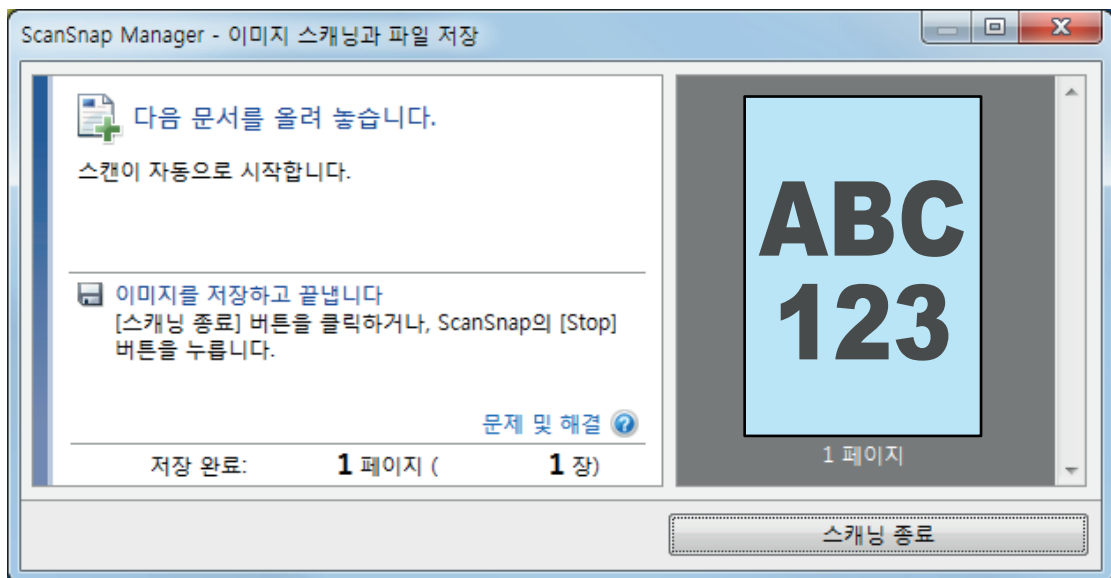 ScanSnap Manager - 이미지 스캐닝과 파일 저장
다음 문서를 올려 놓습니다.
스캔이 자동으로 시작합니다.
이미지를 저장하고 끝냅니다
[스캐닝 종료] 버튼을 클릭하거나, ScanSnap의 [Stop]
버튼을 누릅니다.
문제 및 해결 ?
저장 완료: 1 페이지 ( 1 장)
ABC
123
1 페이지
스캐닝 종료